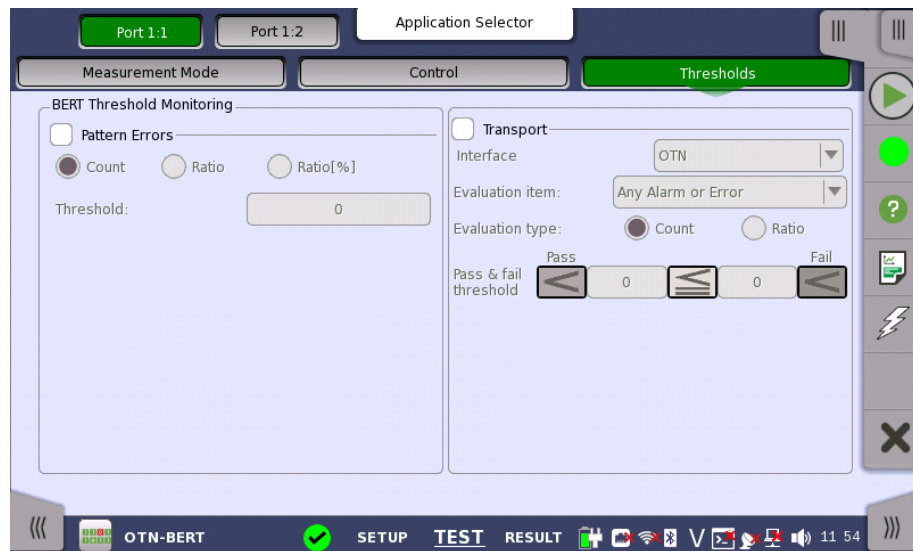 Application Selector
Port 1:1 Port 1:2
Measurement Mode Control Thresholds
BERT Threshold Monitoring
Pattern Errors
Count Ratio Ratio[%]
Threshold: 0
Transport
Interface OTN
Evaluation item: Any Alarm or Error
Evaluation type: Count Ratio
Pass Fail
Pass & fail
threshold < 0 ≤ 0 <
OTN-BERT SETUP TEST RESULT V 11 54